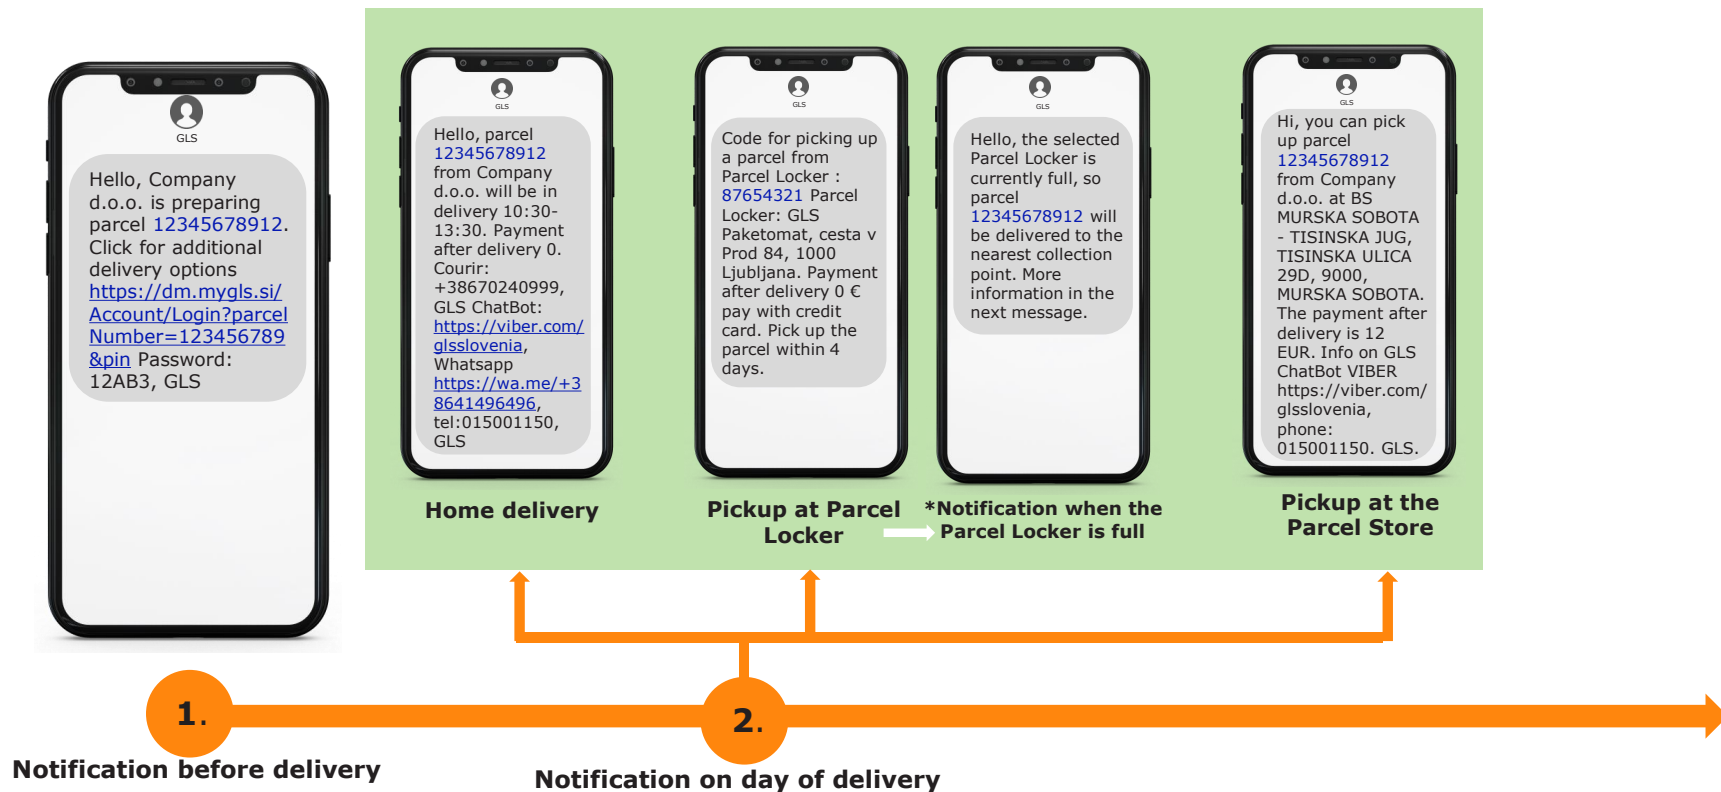 GLS
Hello, Company
d.o.o. is preparing
parcel 12345678912.
Click for additional
delivery options
https://dm.mygls.si/
Account/Login?parcel
Number=123456789
&pin Password:
12AB3, GLS
GLS
Hello, parcel
12345678912
from Company
d.o.o. will be in
delivery 10:30-
13:30. Payment
after delivery 0.
Courir:
+38670240999,
GLS ChatBot:
https://viber.com/
glsslovenia,
Whatsapp
https://wa.me/+3
8641496496,
tel:015001150,
GLS
Home delivery
GLS
Code for picking up
a parcel from
Parcel Locker :
87654321 Parcel
Locker: GLS
Paketomat, cesta v
Prod 84, 1000
Ljubljana. Payment
after delivery 0 €
pay with credit
card. Pick up the
parcel within 4
days.
Pickup at Parcel
Locker
GLS
Hello, the selected
Parcel Locker is
currently full, so
parcel
12345678912 will
be delivered to the
nearest collection
point. More
information in the
next message.
*Notification when the
Parcel Locker is full
GLS
Hi, you can pick
up parcel
12345678912
from Company
d.o.o. at BS
MURSKA SOBOTA
- TISINSKA JUG,
TISINSKA ULICA
29D, 9000,
MURSKA SOBOTA.
The payment after
delivery is 12
EUR. Info on GLS
ChatBot VIBER
https://viber.com/
glsslovenia,
phone:
015001150. GLS.
Pickup at the
Parcel Store
1.
Notification before delivery
2.
Notification on day of delivery